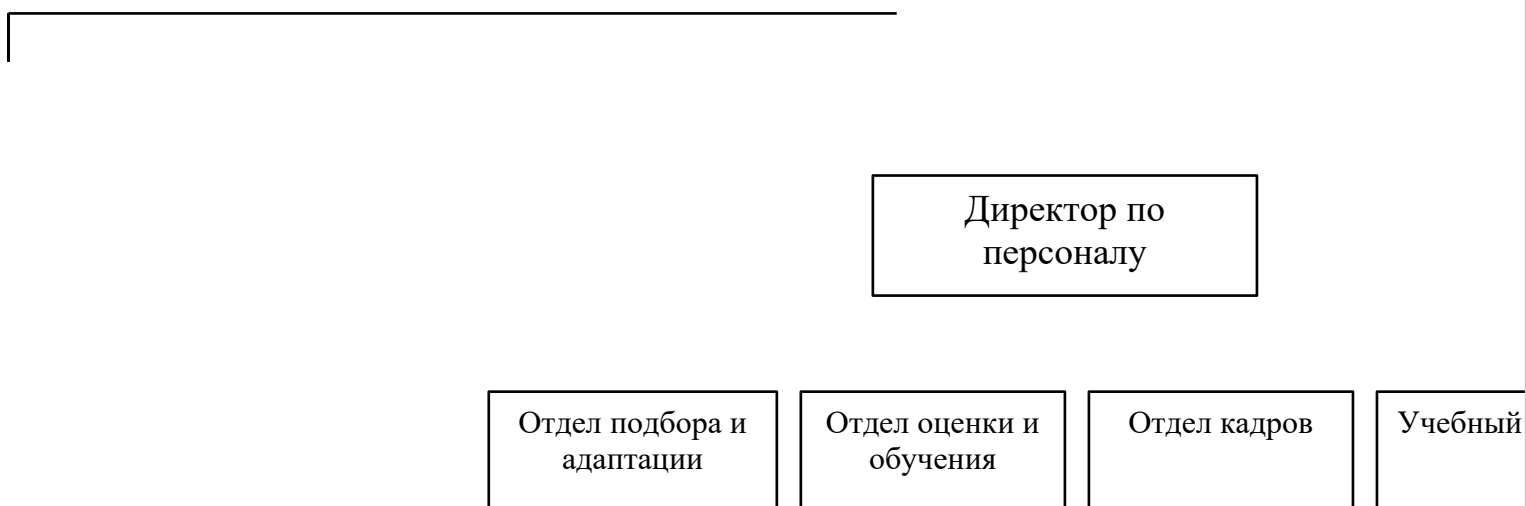 Директор по
персоналу
Отдел подбора и
адаптации
Отдел оценки и
обучения
Отдел кадров
Учебный